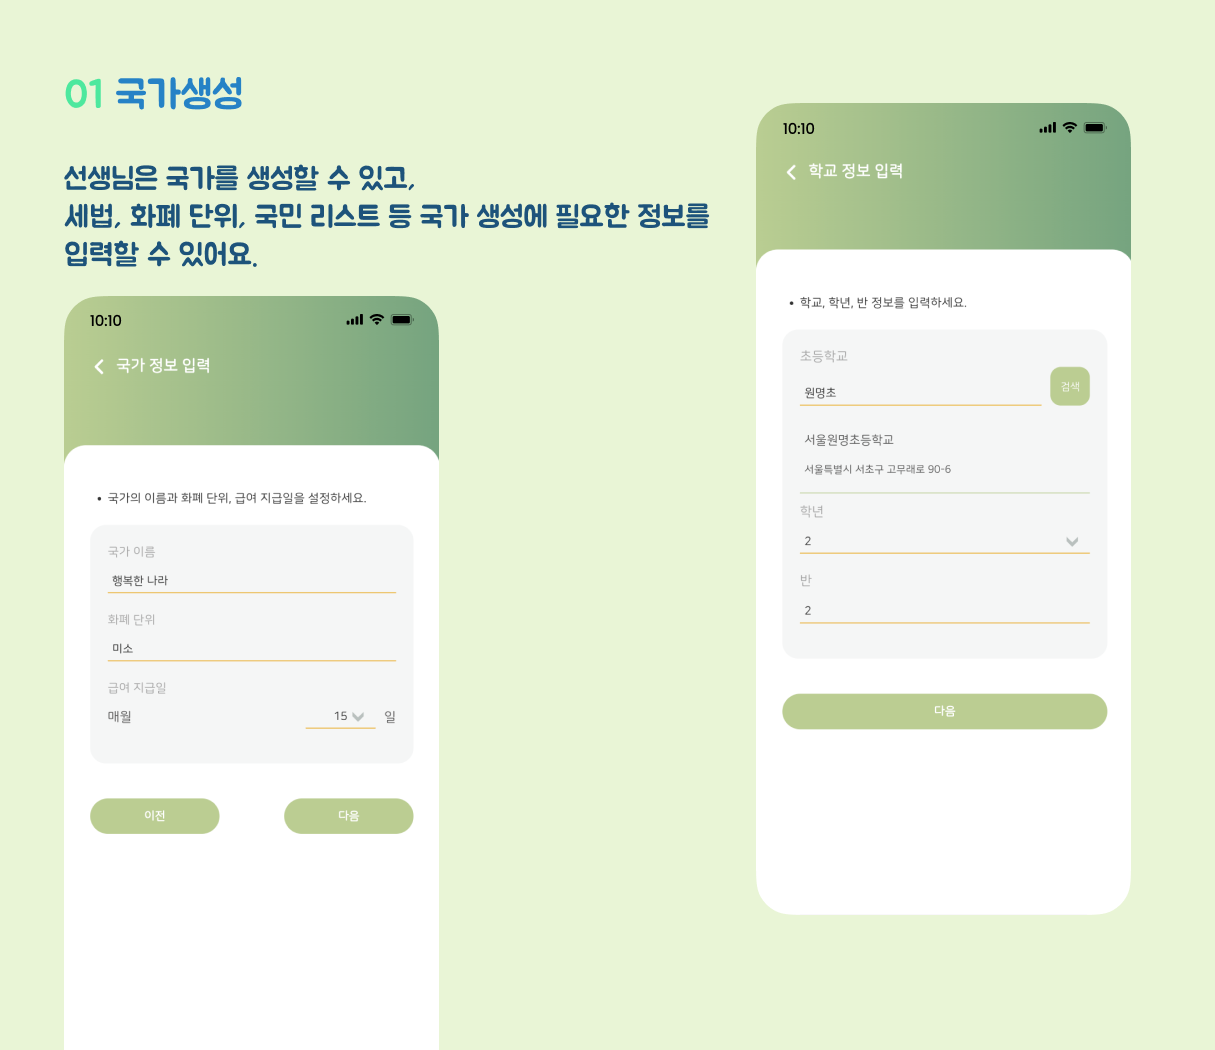 01 국가생성
선생님은 국가를 생성할 수 있고,
세법, 화폐 단위, 국민 리스트 등 국가 생성에 필요한 정보를
입력할 수 있어요.
10:10
국가 정보 입력
• 국가의 이름과 화폐 단위, 급여 지급일을 설정하세요.
국가 이름
행복한 나라
화폐 단위
미소
급여 지급일
매월 15 일
이전 다음
10:10
학교 정보 입력
• 학교, 학년, 반 정보를 입력하세요.
초등학교
원명초 검색
서울원명초등학교
서울특별시 서초구 고무래로 90-6
학년
2
반
2
다음